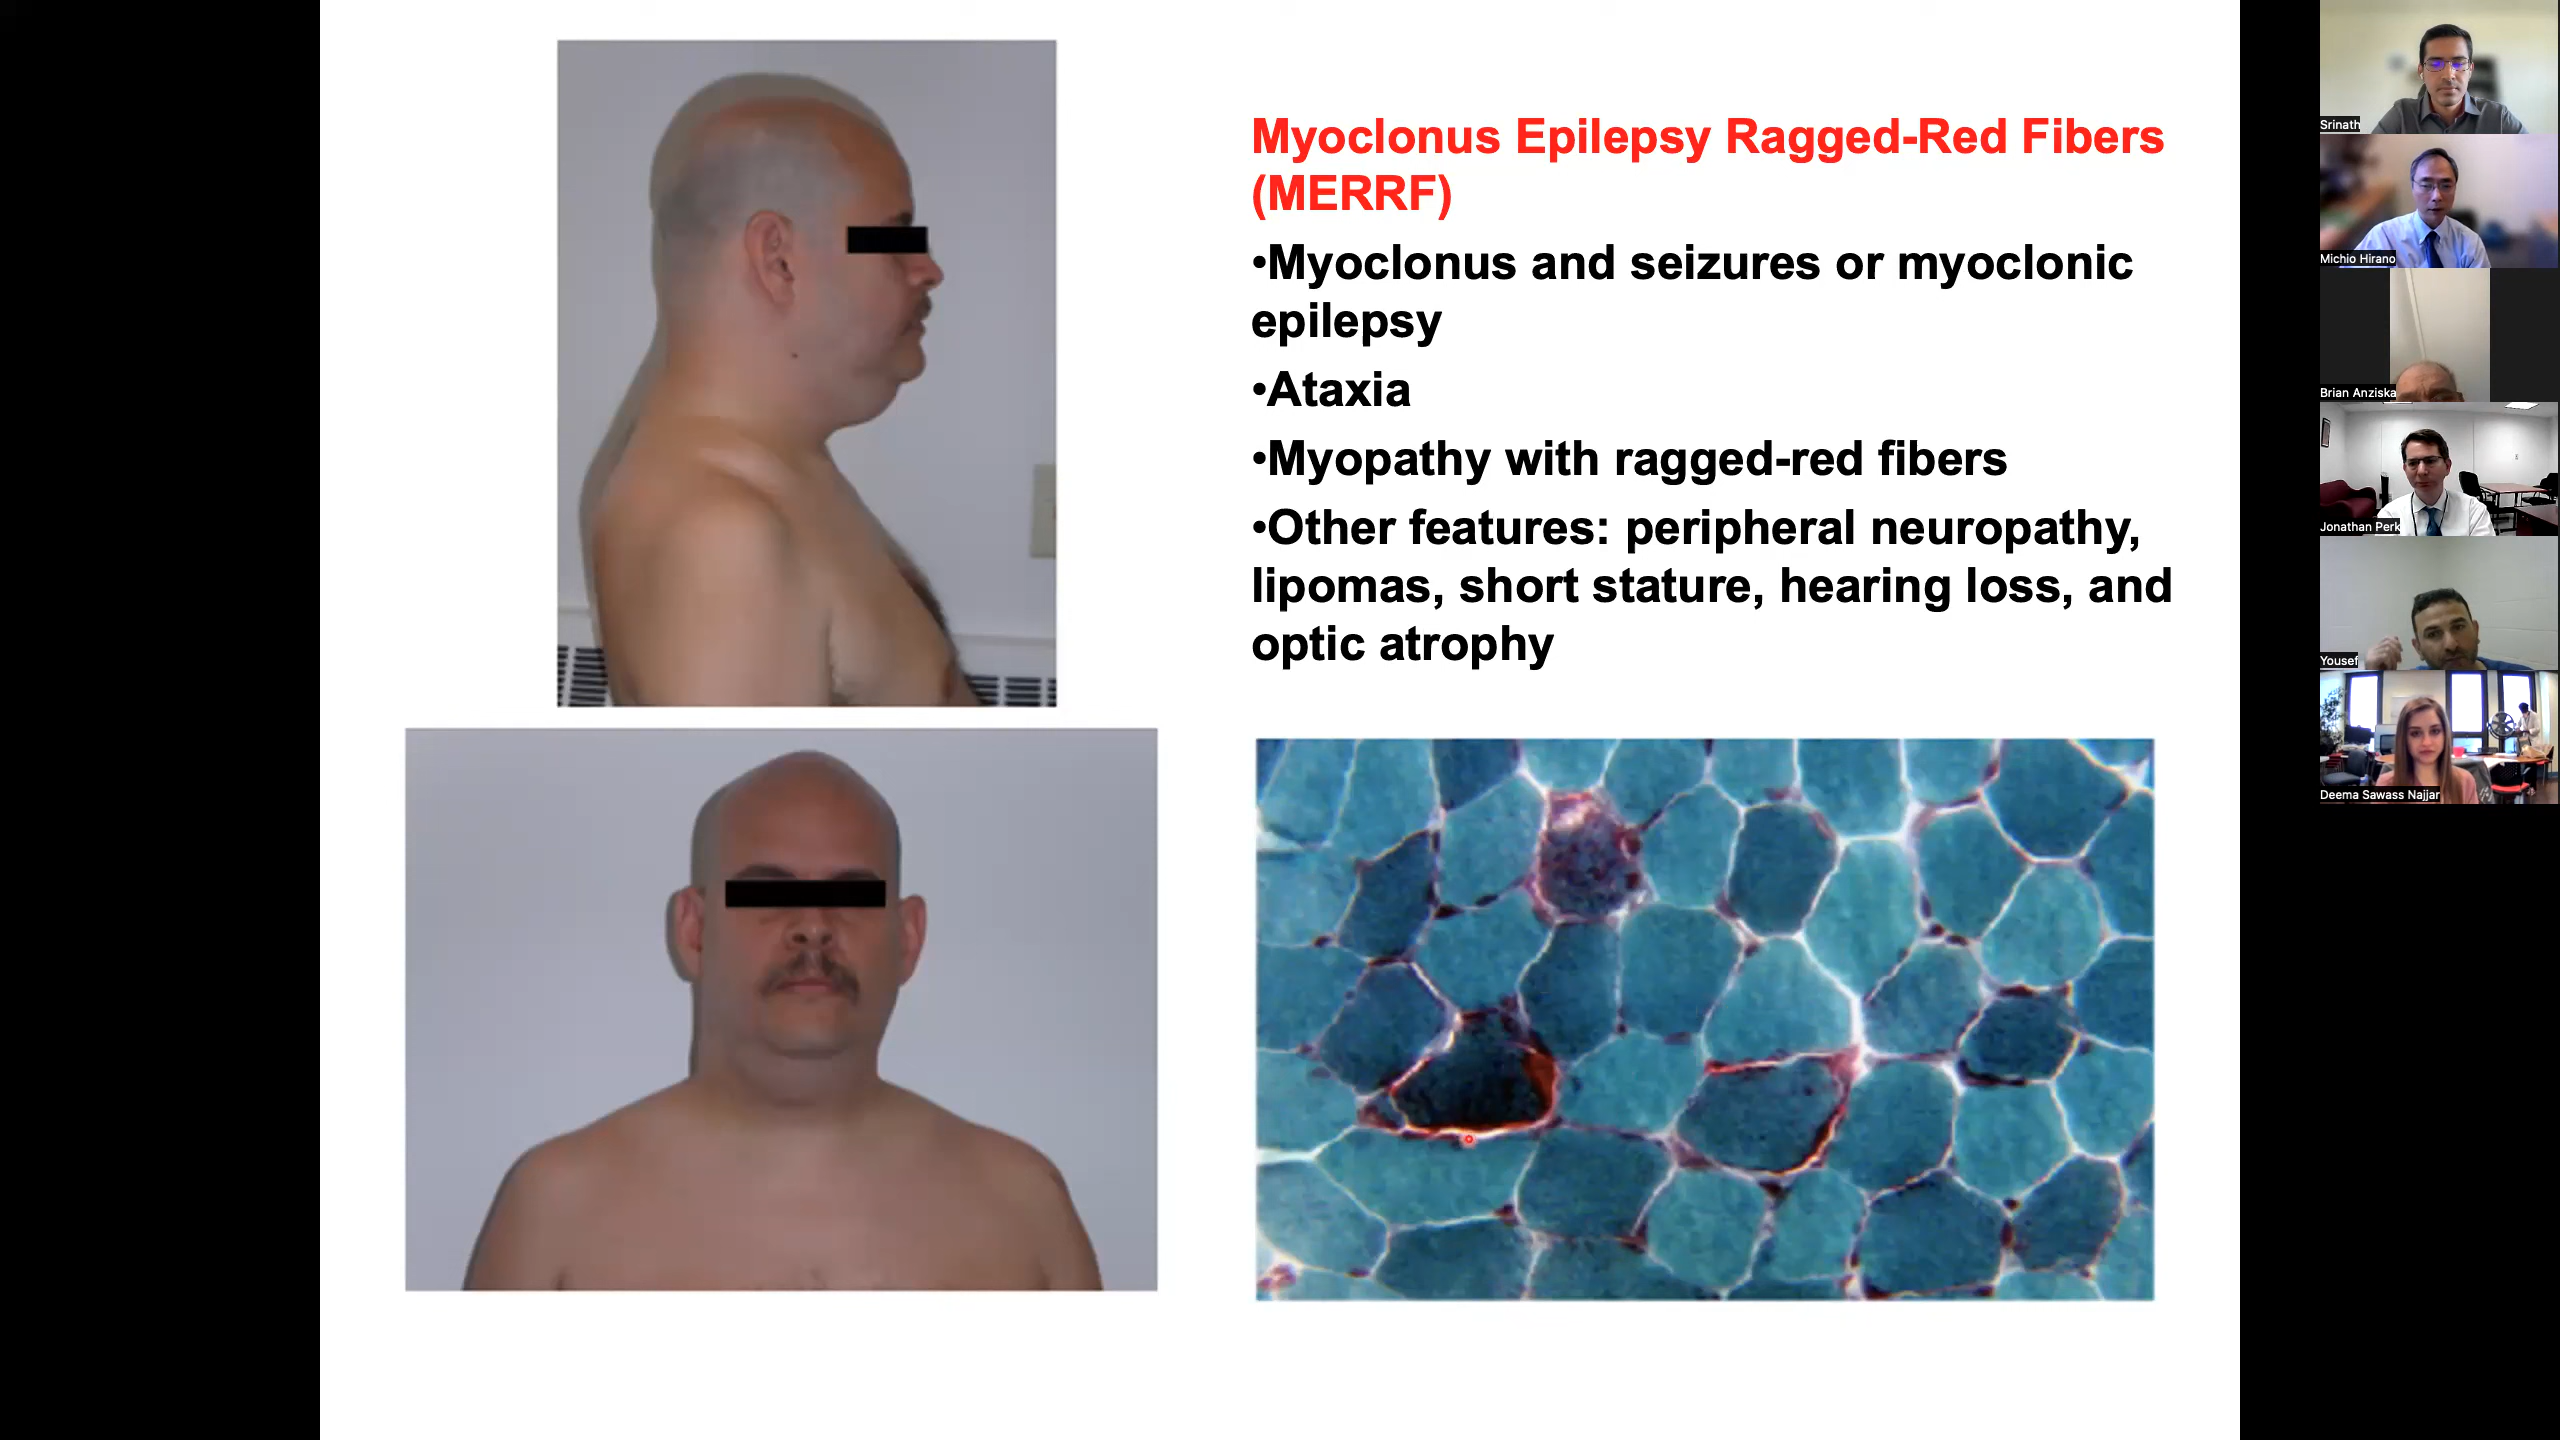 Myoclonus Epilepsy Ragged-Red Fibers
(MERRF)
•Myoclonus and seizures or myoclonic
epilepsy
•Ataxia
•Myopathy with ragged-red fibers
•Other features: peripheral neuropathy,
lipomas, short stature, hearing loss, and
optic atrophy
Srinath
Michio Hirano
Brian Anziska
Jonathan Perk
Yousef
Deema Sawass Najjar